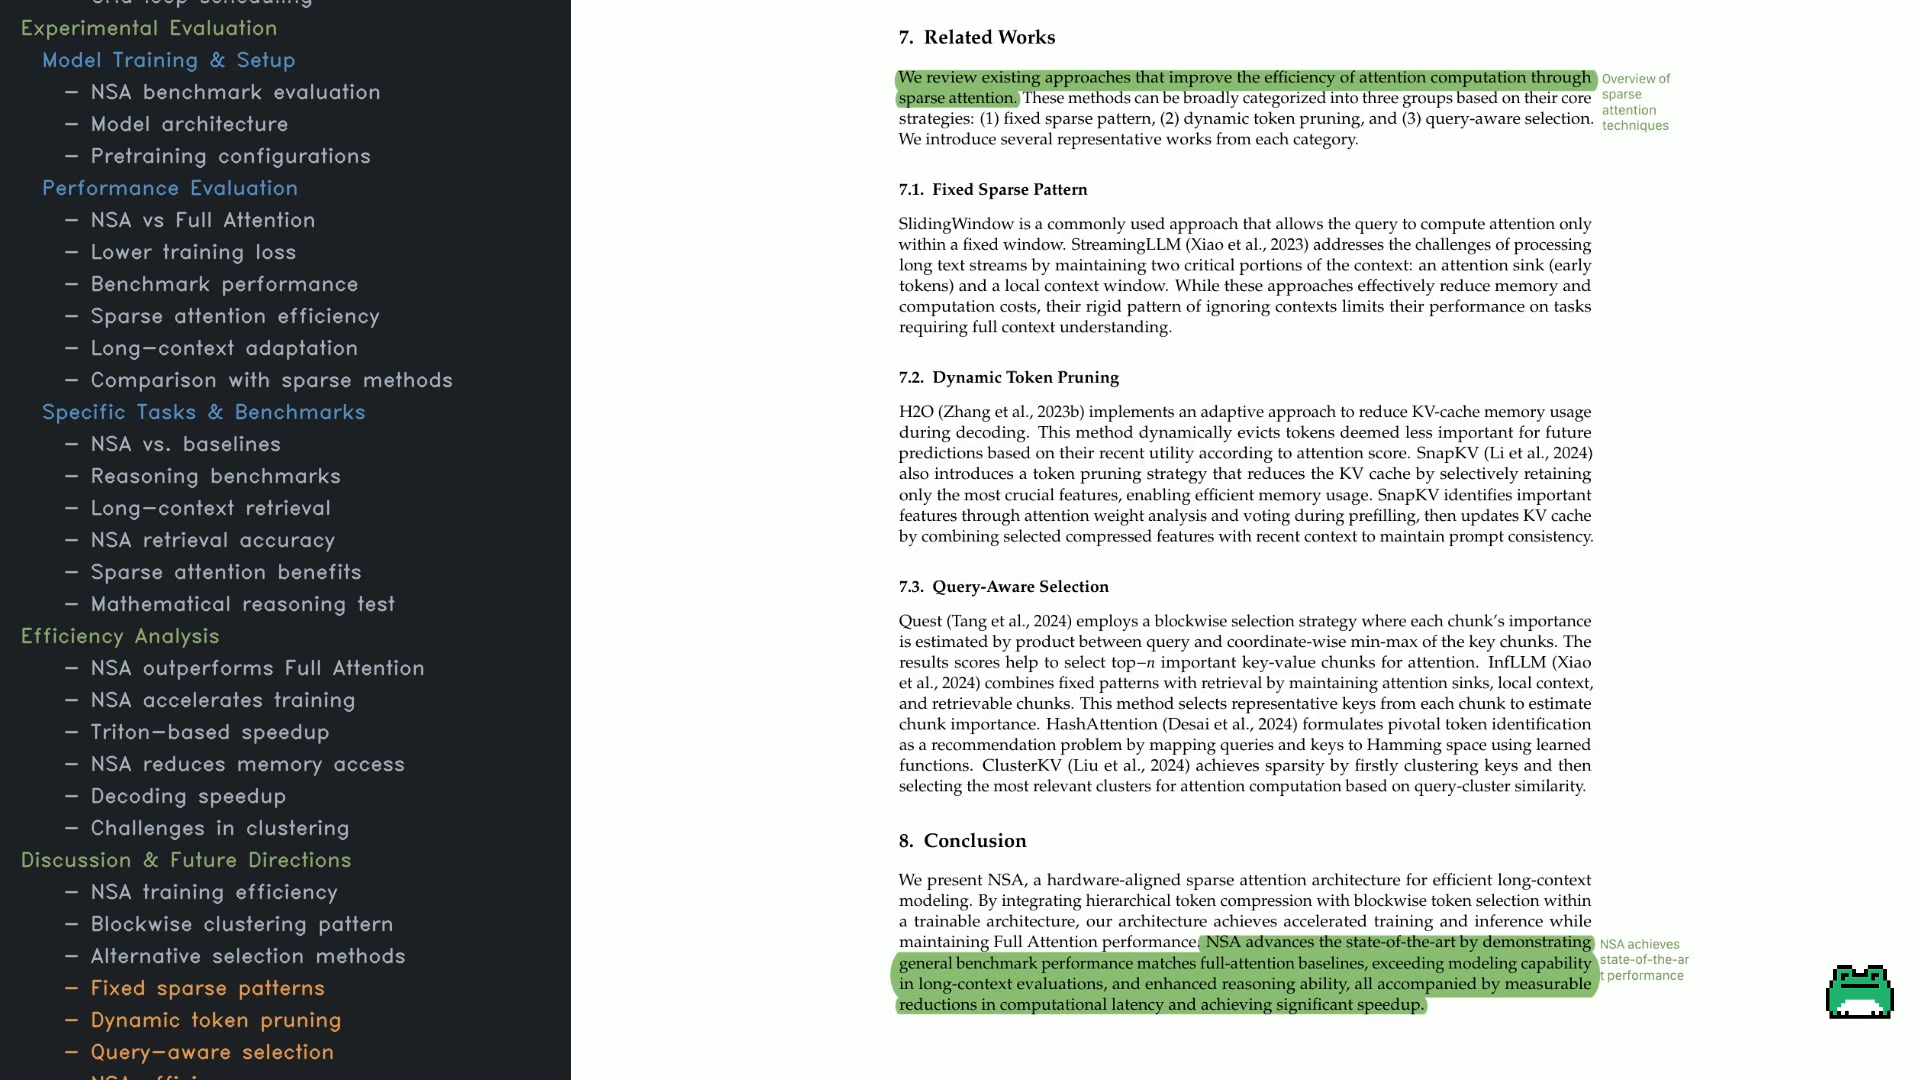 Experimental Evaluation
Model Training & Setup
– NSA benchmark evaluation
– Model architecture
– Pretraining configurations
Performance Evaluation
– NSA vs Full Attention
– Lower training loss
– Benchmark performance
– Sparse attention efficiency
– Long-context adaptation
– Comparison with sparse methods
Specific Tasks & Benchmarks
– NSA vs. baselines
– Reasoning benchmarks
– Long-context retrieval
– NSA retrieval accuracy
– Sparse attention benefits
– Mathematical reasoning test
Efficiency Analysis
– NSA outperforms Full Attention
– NSA accelerates training
– Triton-based speedup
– NSA reduces memory access
– Decoding speedup
– Challenges in clustering
Discussion & Future Directions
– NSA training efficiency
– Blockwise clustering pattern
– Alternative selection methods
– Fixed sparse patterns
– Dynamic token pruning
– Query-aware selection
7. Related Works
We review existing approaches that improve the efficiency of attention computation through
sparse attention. These methods can be broadly categorized into three groups based on their core
strategies: (1) fixed sparse pattern, (2) dynamic token pruning, and (3) query-aware selection.
We introduce several representative works from each category.
Overview of
sparse
attention
techniques
7.1. Fixed Sparse Pattern
SlidingWindow is a commonly used approach that allows the query to compute attention only
within a fixed window. StreamingLLM (Xiao et al., 2023) addresses the challenges of processing
long text streams by maintaining two critical portions of the context: an attention sink (early
tokens) and a local context window. While these approaches effectively reduce memory and
computation costs, their rigid pattern of ignoring contexts limits their performance on tasks
requiring full context understanding.
7.2. Dynamic Token Pruning
H2O (Zhang et al., 2023b) implements an adaptive approach to reduce KV-cache memory usage
during decoding. This method dynamically evicts tokens deemed less important for future
predictions based on their recent utility according to attention score. SnapKV (Li et al., 2024)
also introduces a token pruning strategy that reduces the KV cache by selectively retaining
only the most crucial features, enabling efficient memory usage. SnapKV identifies important
features through attention weight analysis and voting during prefilling, then updates KV cache
by combining selected compressed features with recent context to maintain prompt consistency.
7.3. Query-Aware Selection
Quest (Tang et al., 2024) employs a blockwise selection strategy where each chunk's importance
is estimated by product between query and coordinate-wise min-max of the key chunks. The
results scores help to select top−n important key-value chunks for attention. InfLLM (Xiao
et al., 2024) combines fixed patterns with retrieval by maintaining attention sinks, local context,
and retrievable chunks. This method selects representative keys from each chunk to estimate
chunk importance. HashAttention (Desai et al., 2024) formulates pivotal token identification
as a recommendation problem by mapping queries and keys to Hamming space using learned
functions. ClusterKV (Liu et al., 2024) achieves sparsity by firstly clustering keys and then
selecting the most relevant clusters for attention computation based on query-cluster similarity.
8. Conclusion
We present NSA, a hardware-aligned sparse attention architecture for efficient long-context
modeling. By integrating hierarchical token compression with blockwise token selection within
a trainable architecture, our architecture achieves accelerated training and inference while
maintaining Full Attention performance. NSA advances the state-of-the-art by demonstrating
general benchmark performance matches full-attention baselines, exceeding modeling capability
in long-context evaluations, and enhanced reasoning ability, all accompanied by measurable
reductions in computational latency and achieving significant speedup.
NSA achieves
state-of-the-ar
t performance